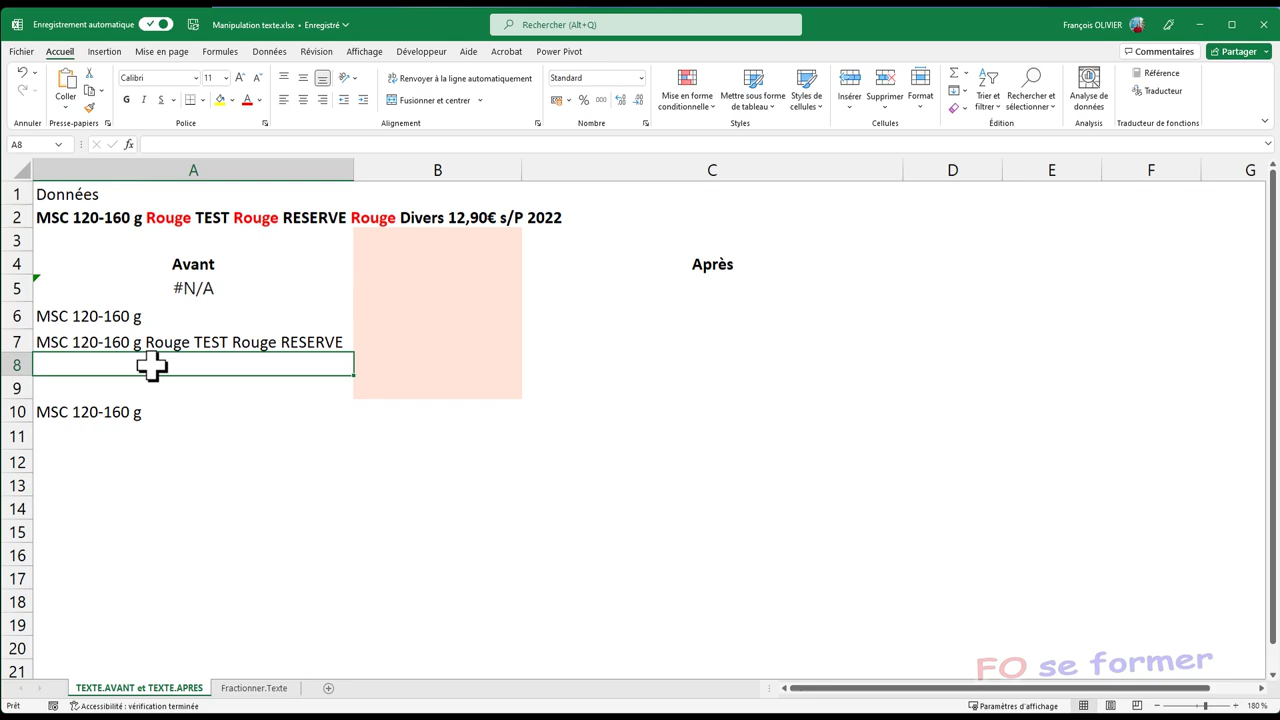 Enregistrement automatique
Manipulation texte.xlsx • Enregistré
Rechercher (Alt+Q)
François OLIVIER
Fichier Accueil Insertion Mise en page Formules Données Révision Affichage Développeur Aide Acrobat Power Pivot
Commentaires Partager
Coller
Calibri 11
G I S
Renvoyer à la ligne automatiquement
Fusionner et centrer
Standard
Mise en forme conditionnelle
Mettre sous forme de tableau
Styles de cellules
Insérer Supprimer Format
Trier et filtrer
Rechercher et sélectionner
Analyse de données
Référence
Traducteur
Annuler Presse-papiers Police Alignement Nombre Styles Cellules Édition Analysis Traducteur de fonctions
A8 fx
A B C D E F G
1 Données
2 MSC 120-160 g Rouge TEST Rouge RESERVE Rouge Divers 12,90€ s/P 2022
3
4 Avant Après
5 #N/A
6 MSC 120-160 g
7 MSC 120-160 g Rouge TEST Rouge RESERVE
8
9
10 MSC 120-160 g
11
12
13
14
15
16
17
18
19
20
21
FO se former
TEXTE.AVANT et TEXTE.APRES Fractionner.Texte
Prêt Accessibilité : vérification terminée Paramètres d'affichage 180 %